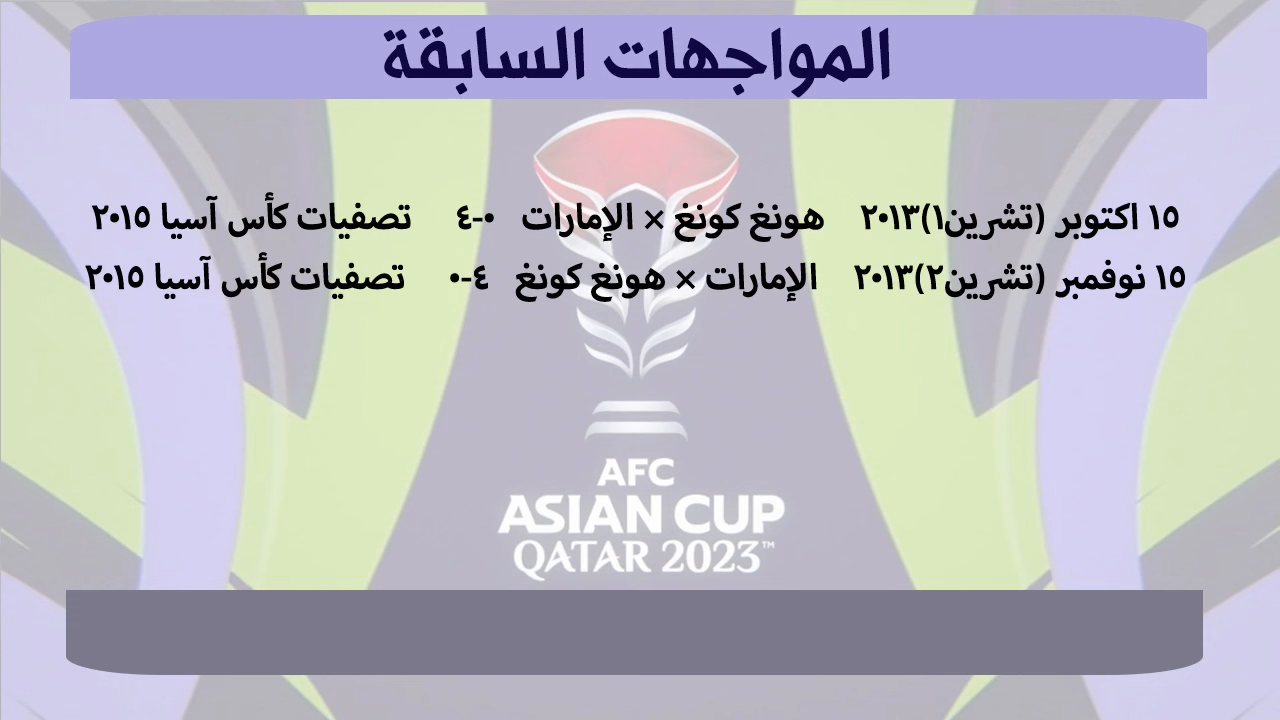 المواجهات السابقة
١٥ اكتوبر (تشرين١)٢٠١٣ هونغ كونغ × الإمارات ٠-٤ تصفيات كأس آسيا ٢٠١٥
١٥ نوفمبر (تشرين٢)٢٠١٣ الإمارات × هونغ كونغ ٤-٠ تصفيات كأس آسيا ٢٠١٥
AFC
ASIAN CUP
QATAR 2023™